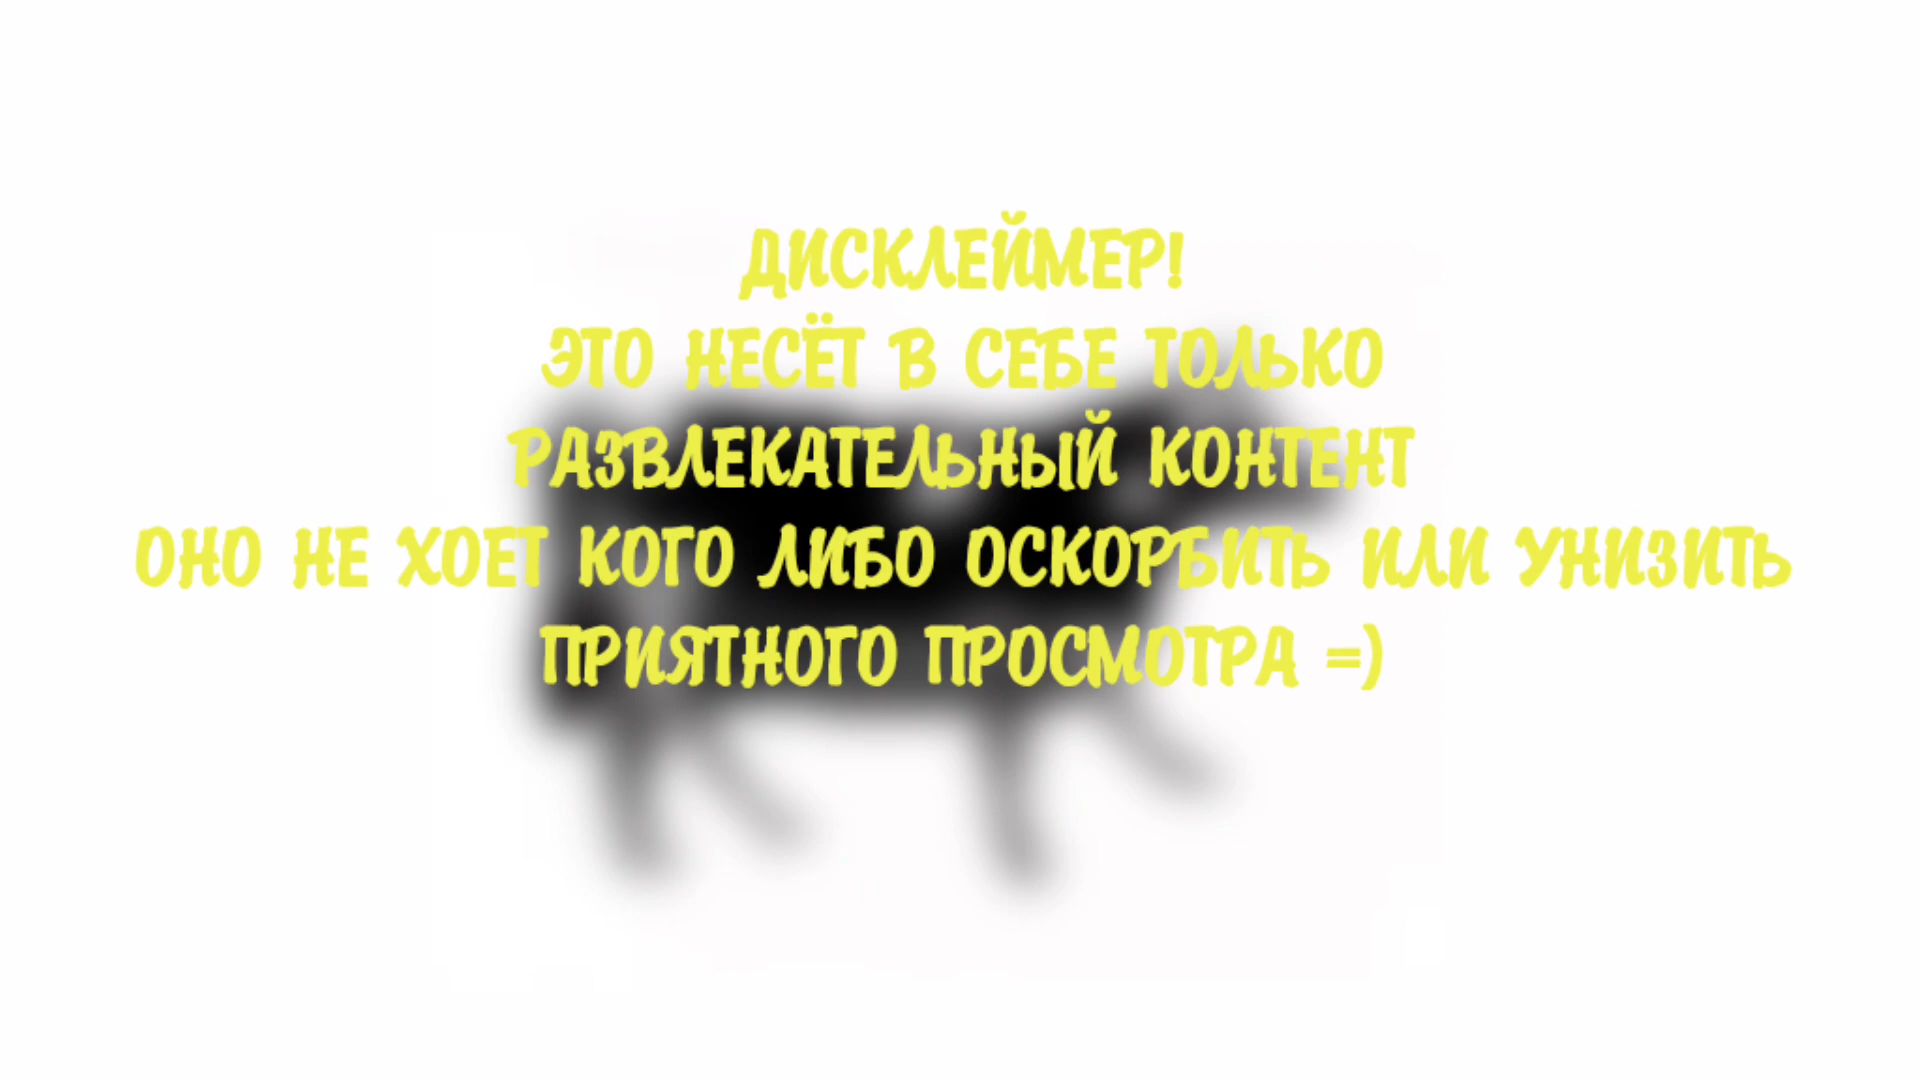 ДИСКЛЕЙМЕР!
ЭТО НЕСЁТ В СЕБЕ ТОЛЬКО
РАЗВЛЕКАТЕЛЬНЫЙ КОНТЕНТ
ОНО НЕ ХОЕТ КОГО ЛИБО ОСКОРБИТЬ ИЛИ УНИЗИТЬ
ПРИЯТНОГО ПРОСМОТРА =)